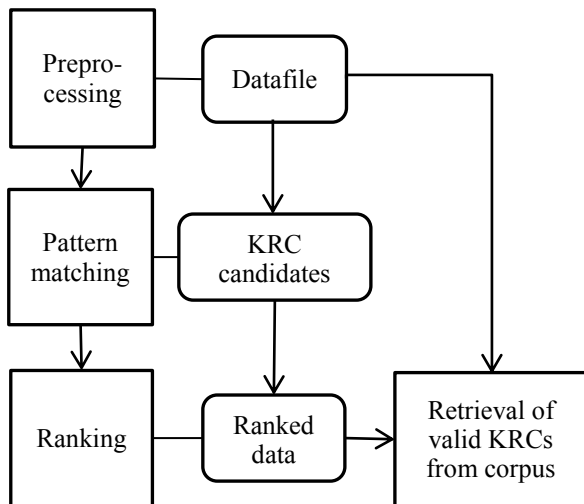 Prepro-
cessing
Datafile
Pattern
matching
KRC
candidates
Ranking
Ranked
data
Retrieval of
valid KRCs
from corpus